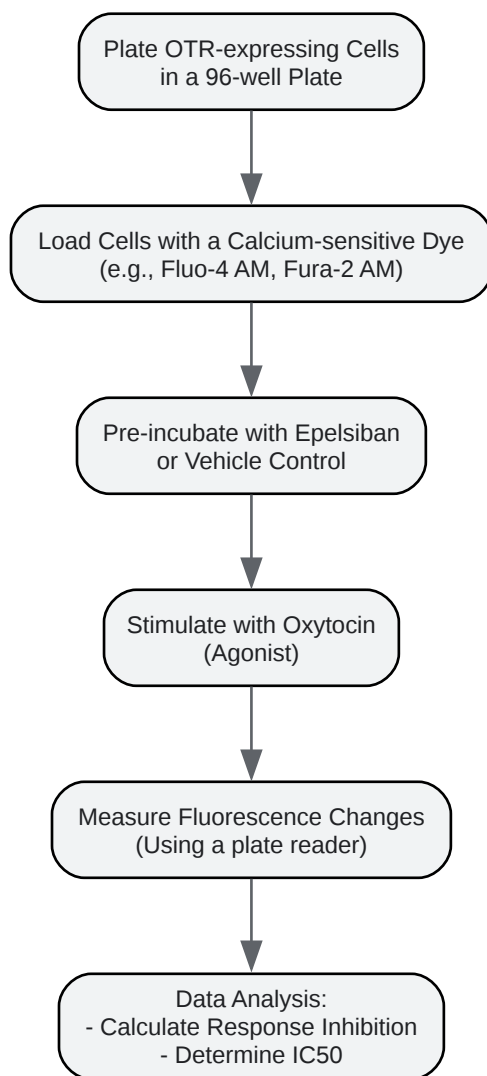 Plate OTR-expressing Cells
in a 96-well Plate
Load Cells with a Calcium-sensitive Dye
(e.g., Fluo-4 AM, Fura-2 AM)
Pre-incubate with Epelsiban
or Vehicle Control
Stimulate with Oxytocin
(Agonist)
Measure Fluorescence Changes
(Using a plate reader)
Data Analysis:
- Calculate Response Inhibition
- Determine IC50